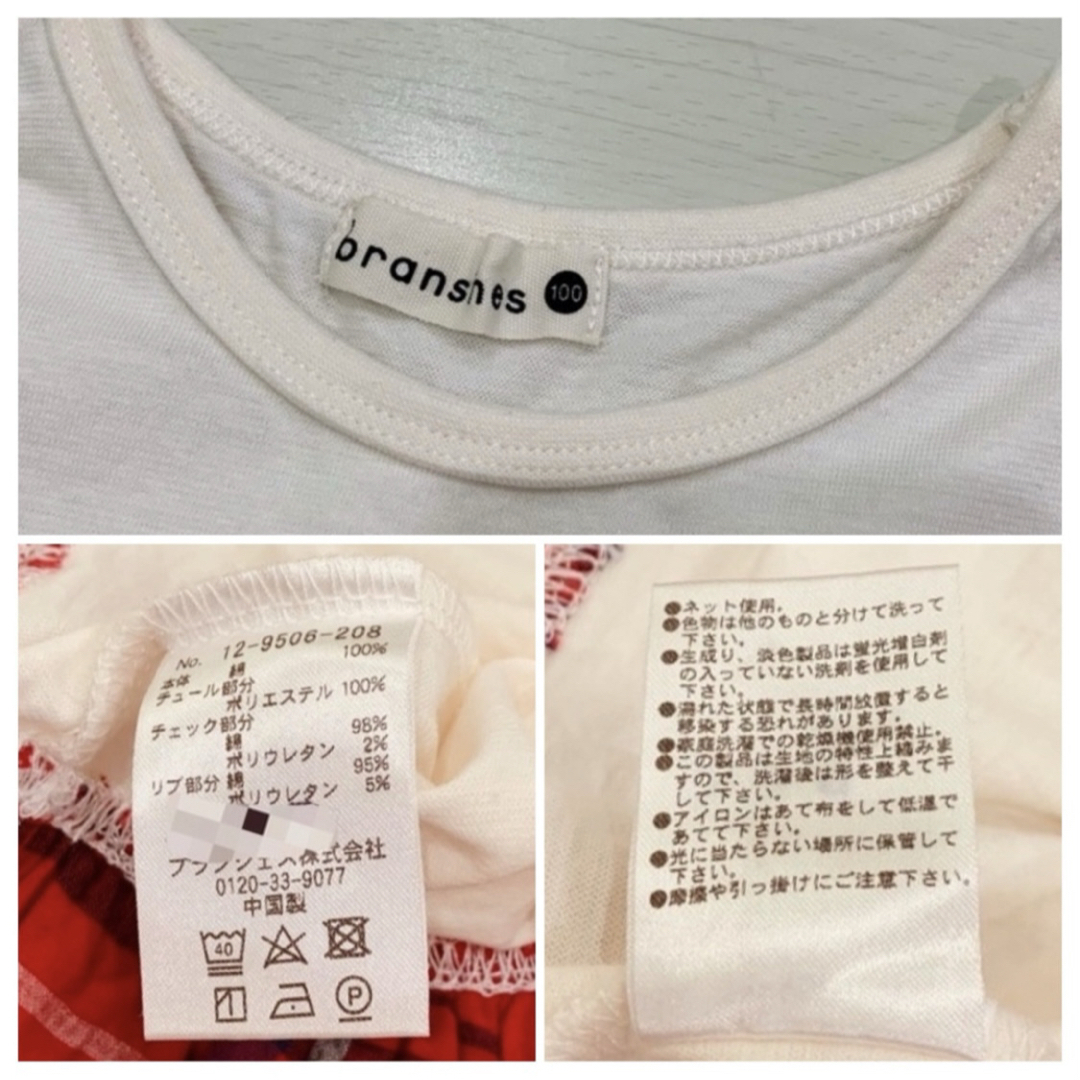 branshes 100
No. 12-9506-208
本体 綿 100%
チュール部分
ポリエステル 100%
チェック部分
綿 98%
ポリウレタン 2%
リブ部分 綿 95%
ポリウレタン 5%
ブランシェス株式会社
0120-33-9077
中国製
40
P
●ネット使用。
●色物は他のものと分けて洗って
下さい。
●生成り、淡色製品は蛍光増白剤
の入っていない洗剤を使用して
下さい。
●濡れた状態で長時間放置すると
移染する恐れがあります。
●家庭洗濯での乾燥機使用禁止。
●この製品は生地の特性上縮みま
すので、洗濯後は形を整えて干
して下さい。
●アイロンはあて布をして低温で
あてて下さい。
●光に当たらない場所に保管して
下さい。
●摩擦や引っ掛けにご注意下さい。